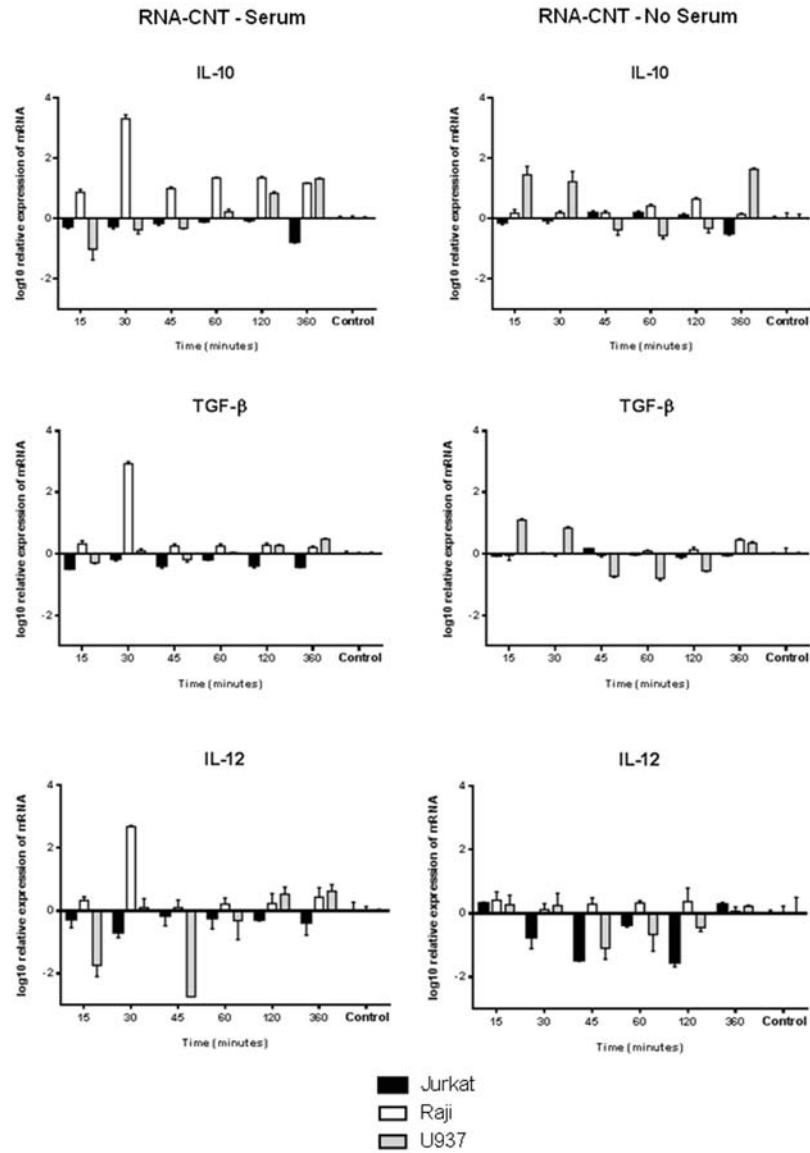 RNA-CNT - Serum
RNA-CNT - No Serum
IL-10
IL-10
log10 relative expression of mRNA
4
2
0
-2
15 30 45 60 120 360 Control
Time (minutes)
log10 relative expression of mRNA
4
2
0
-2
15 30 45 60 120 360 Control
Time (minutes)
TGF-β
TGF-β
log10 relative expression of mRNA
4
2
0
-2
15 30 45 60 120 360 Control
Time (minutes)
log10 relative expression of mRNA
4
2
0
-2
15 30 45 60 120 360 Control
Time (minutes)
IL-12
IL-12
log10 relative expression of mRNA
4
2
0
-2
15 30 45 60 120 360 Control
Time (minutes)
log10 relative expression of mRNA
4
2
0
-2
15 30 45 60 120 360 Control
Time (minutes)
Jurkat
Raji
U937